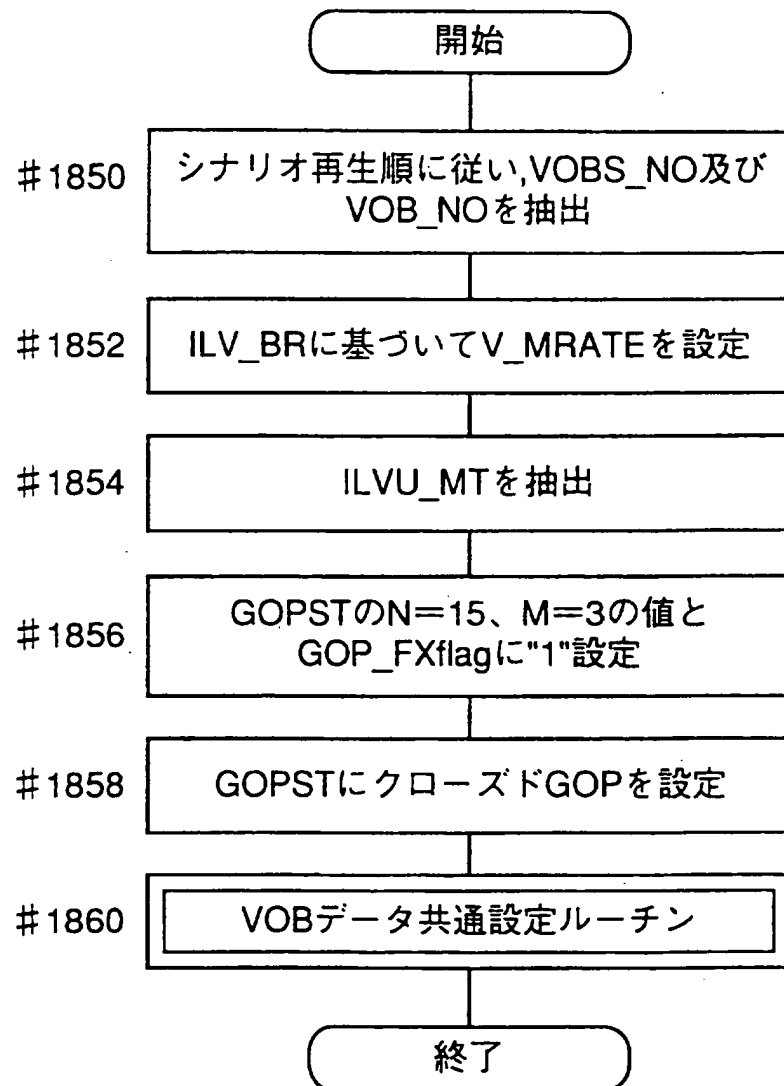 開始
#1850 シナリオ再生順に従い,VOBS_NO及び
VOB_NOを抽出
#1852 ILV_BRに基づいてV_MRATEを設定
#1854 ILVU_MTを抽出
#1856 GOPSTのN=15、M=3の値と
GOP_FXflagに"1"設定
#1858 GOPSTにクローズドGOPを設定
#1860 VOBデータ共通設定ルーチン
終了